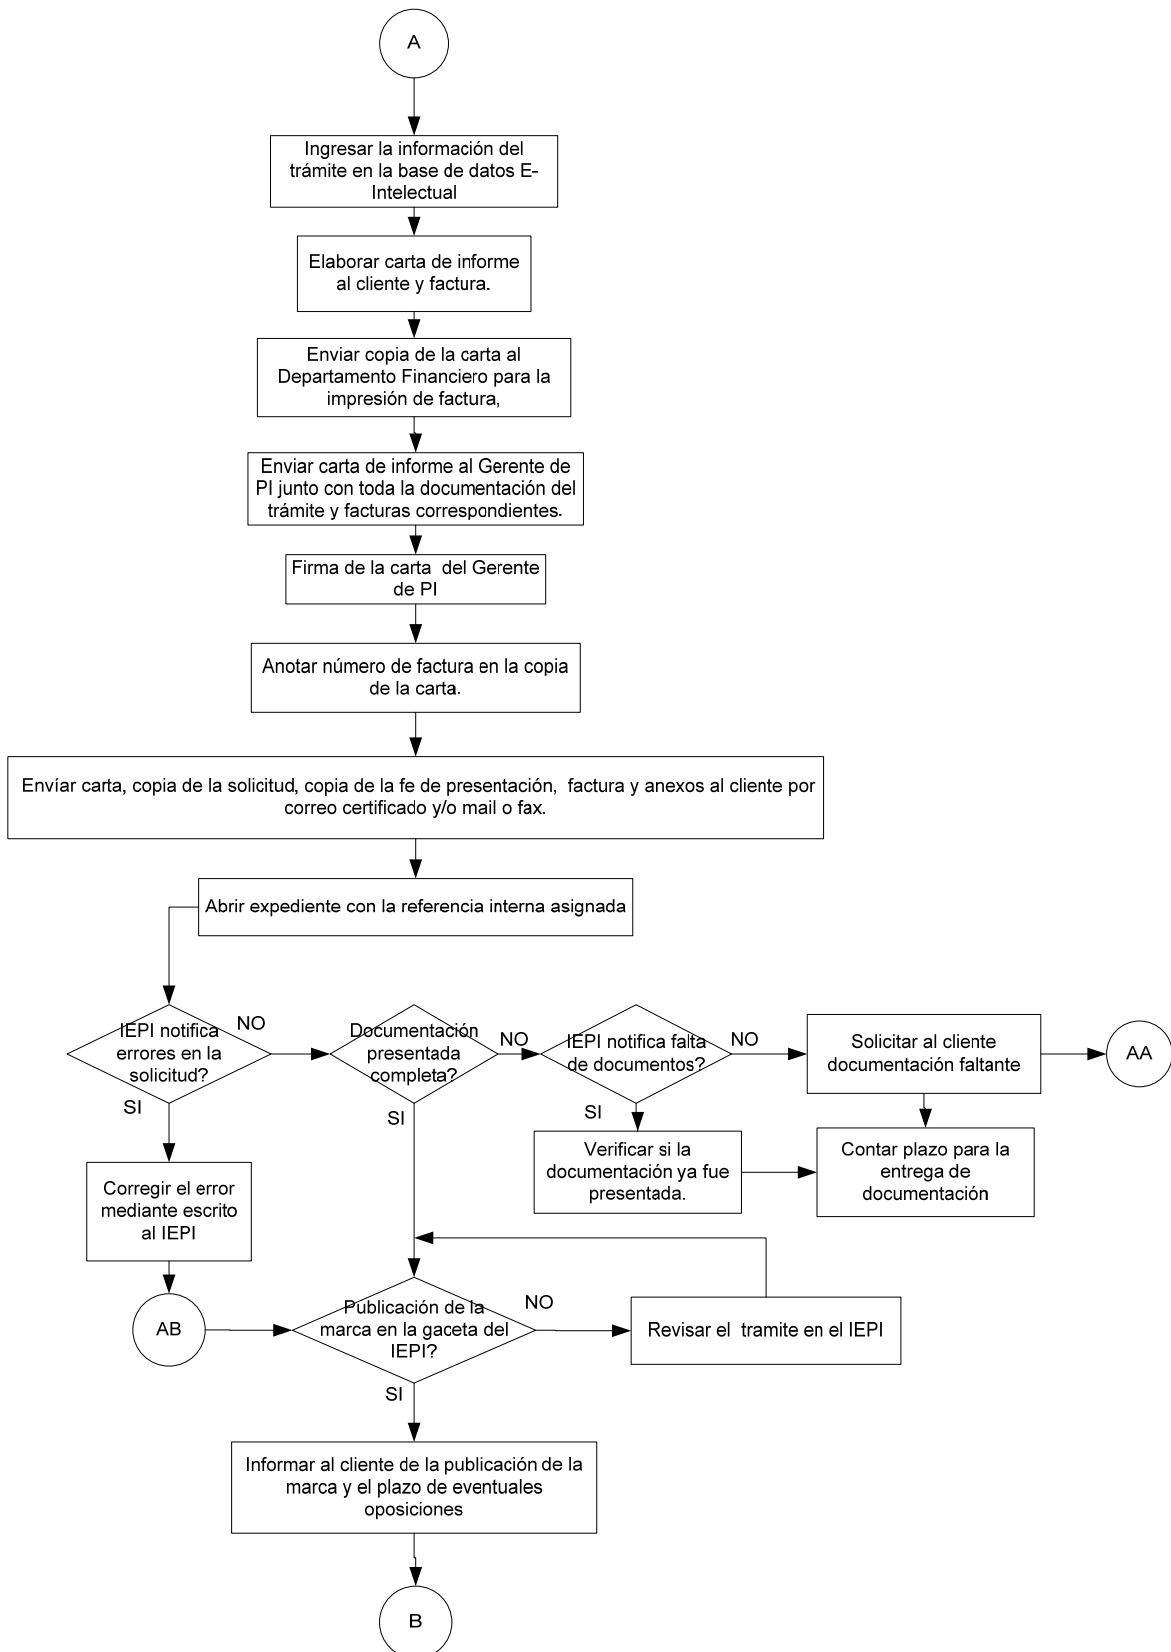 A
Ingresar la información del
trámite en la base de datos E-
Intelectual
Elaborar carta de informe
al cliente y factura.
Enviar copia de la carta al
Departamento Financiero para la
impresión de factura,
Enviar carta de informe al Gerente de
PI junto con toda la documentación del
trámite y facturas correspondientes.
Firma de la carta del Gerente
de PI
Anotar número de factura en la copia
de la carta.
Envíar carta, copia de la solicitud, copia de la fe de presentación, factura y anexos al cliente por
correo certificado y/o mail o fax.
Abrir expediente con la referencia interna asignada
IEPI notifica
errores en la
solicitud?
NO
SI
Documentación
presentada
completa?
NO
SI
IEPI notifica falta
de documentos?
NO
SI
Solicitar al cliente
documentación faltante
AA
Verificar si la
documentación ya fue
presentada.
Contar plazo para la
entrega de
documentación
Corregir el error
mediante escrito
al IEPI
AB
Publicación de la
marca en la gaceta del
IEPI?
NO
SI
Revisar el tramite en el IEPI
Informar al cliente de la publicación de la
marca y el plazo de eventuales
oposiciones
B